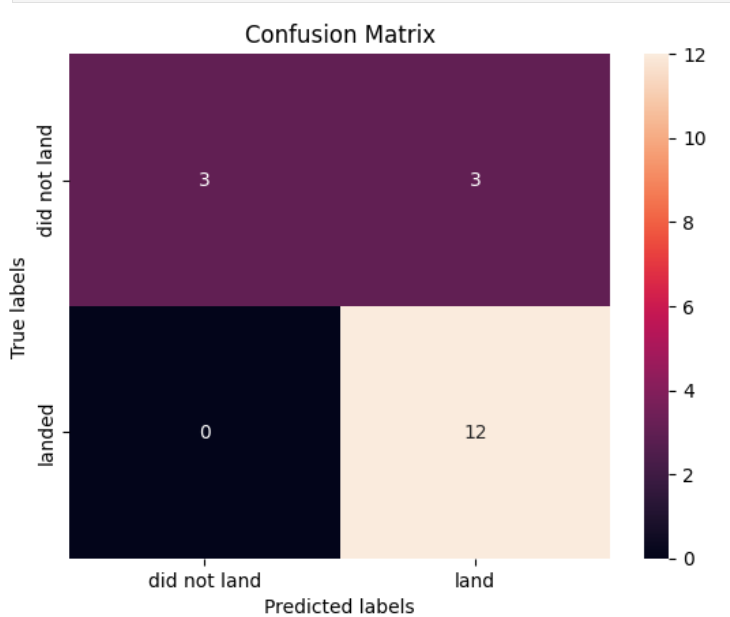 Confusion Matrix
did not land
landed
True labels
3
3
0
12
did not land
land
Predicted labels
12
10
8
6
4
2
0